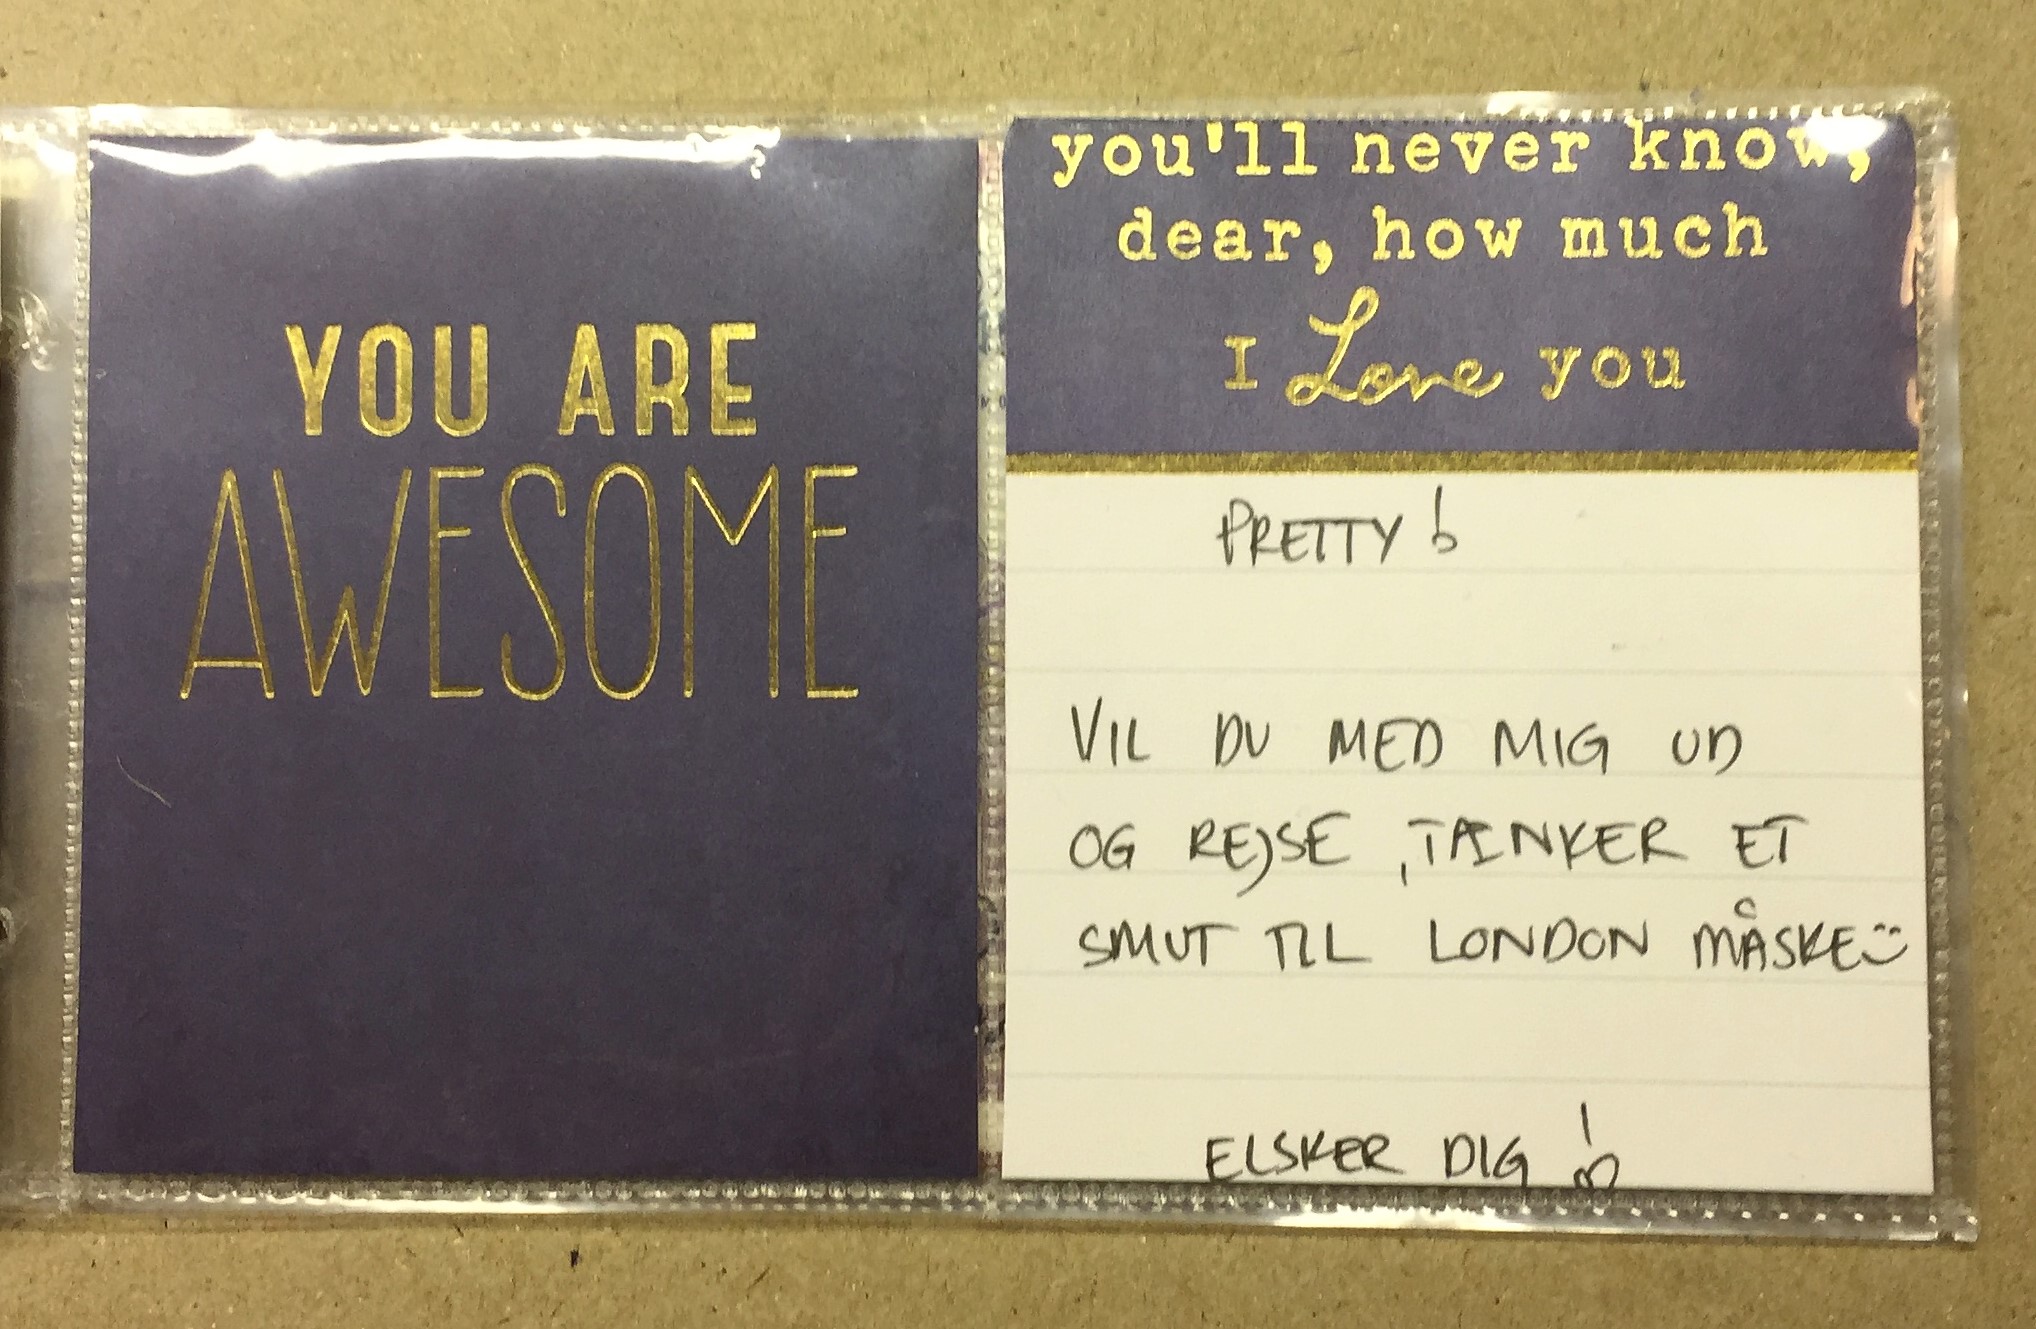 YOU ARE
AWESOME
you'll never know,
dear, how much
I Love you
PRETTY!
VIL DU MED MIG UD
OG REJSE, TÆNKER ET
SMUT TIL LONDON MÅSKE :)
ELSKER DIG!